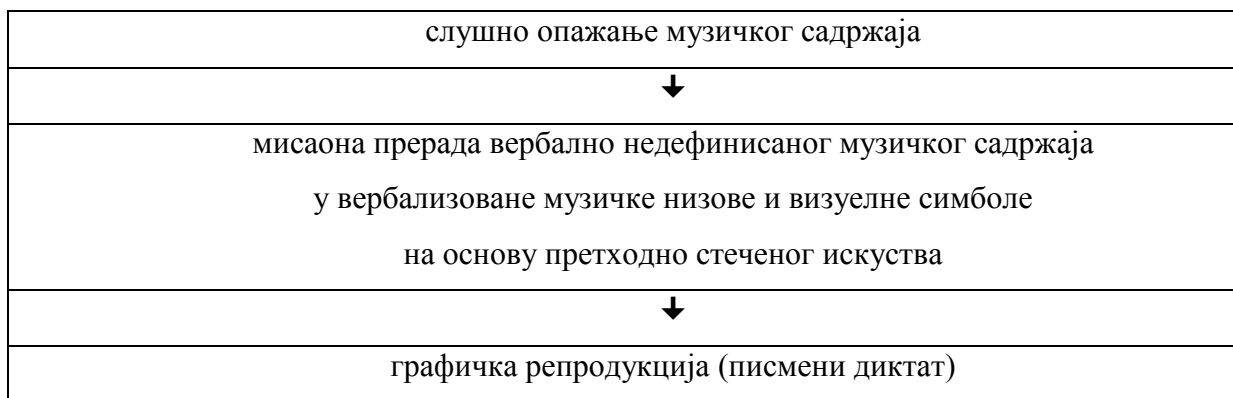 слушно опажање музичког садржаја
🡓
мисаона прерада вербално недефинисаног музичког садржаја
у вербализоване музичке низове и визуелне симболе
на основу претходно стеченог искуства
🡓
графичка репродукција (писмени диктат)